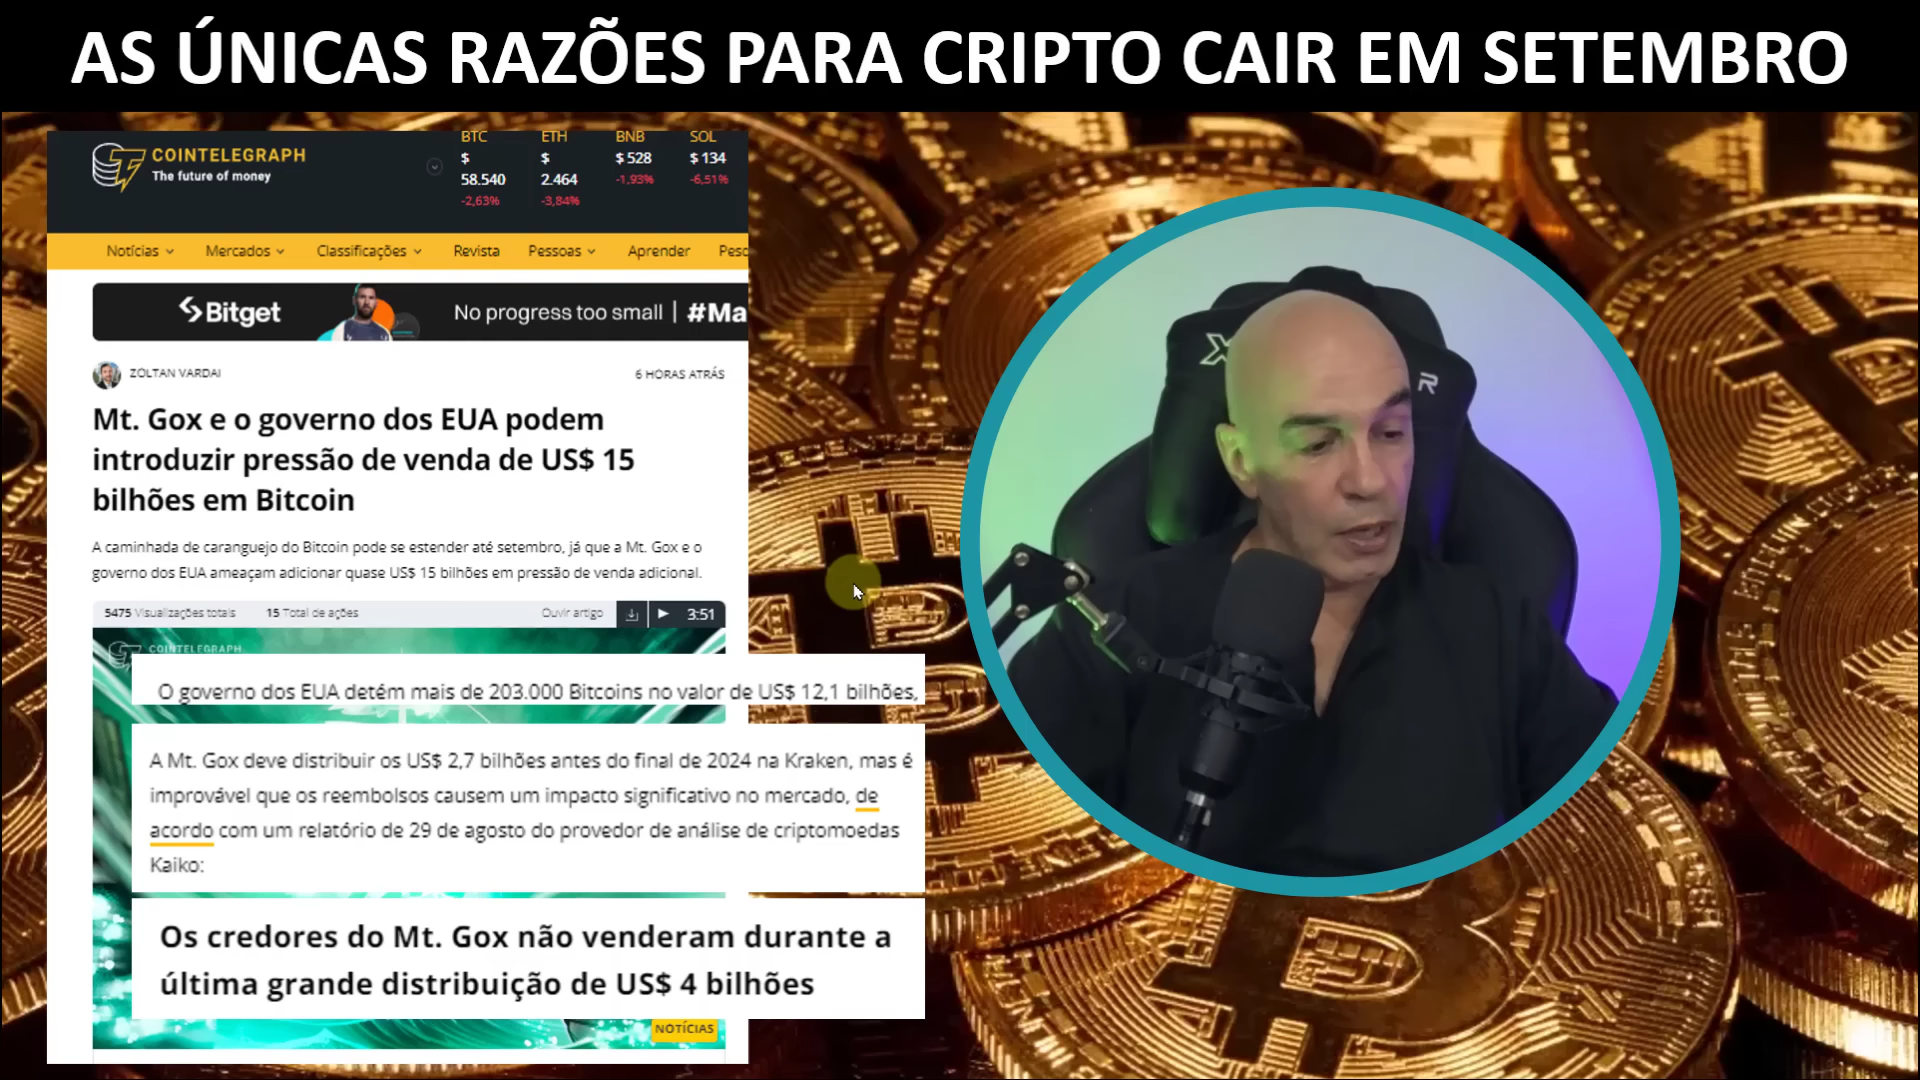 AS ÚNICAS RAZÕES PARA CRIPTO CAIR EM SETEMBRO
COINTELEGRAPH
The future of money
BTC
$
58.540
-2,63%
ETH
$
2.464
-3,84%
BNB
$ 528
-1,93%
SOL
$ 134
-6,51%
Notícias
Mercados
Classificações
Revista
Pessoas
Aprender
Pesq
Bitget
No progress too small | #Ma
ZOLTAN VARDAI
6 HORAS ATRÁS
Mt. Gox e o governo dos EUA podem
introduzir pressão de venda de US$ 15
bilhões em Bitcoin
A caminhada de caranguejo do Bitcoin pode se estender até setembro, já que a Mt. Gox e o
governo dos EUA ameaçam adicionar quase US$ 15 bilhões em pressão de venda adicional.
5475 Visualizações totais
15 Total de ações
Ouvir artigo
3:51
COINTELEGRAPH
O governo dos EUA detém mais de 203.000 Bitcoins no valor de US$ 12,1 bilhões,
A Mt. Gox deve distribuir os US$ 2,7 bilhões antes do final de 2024 na Kraken, mas é
improvável que os reembolsos causem um impacto significativo no mercado, de
acordo com um relatório de 29 de agosto do provedor de análise de criptomoedas
Kaiko:
Os credores do Mt. Gox não venderam durante a
última grande distribuição de US$ 4 bilhões
NOTÍCIAS